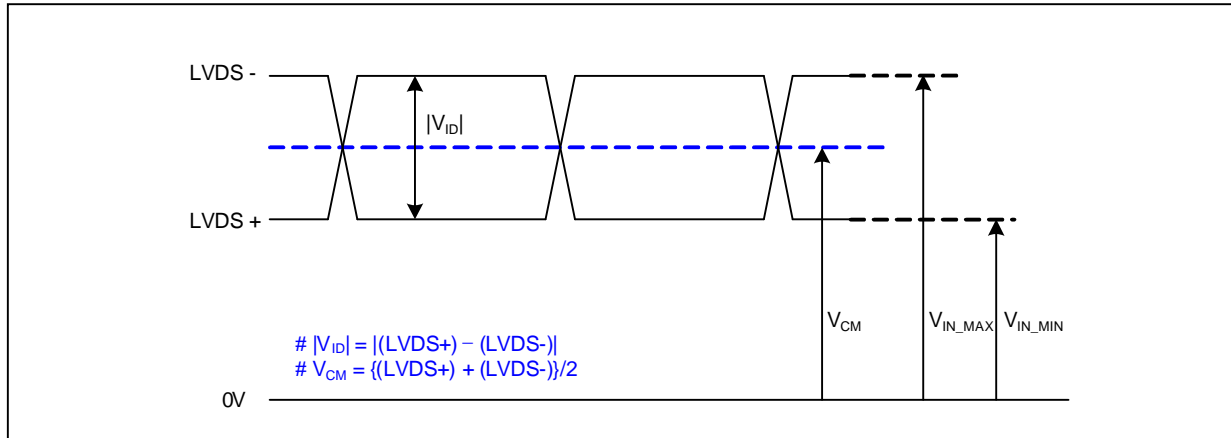 LVDS -
|VID|
LVDS +
VCM
VIN_MAX
VIN_MIN
# |VID| = |(LVDS+) – (LVDS-)|
# VCM = {(LVDS+) + (LVDS-)}/2
0V